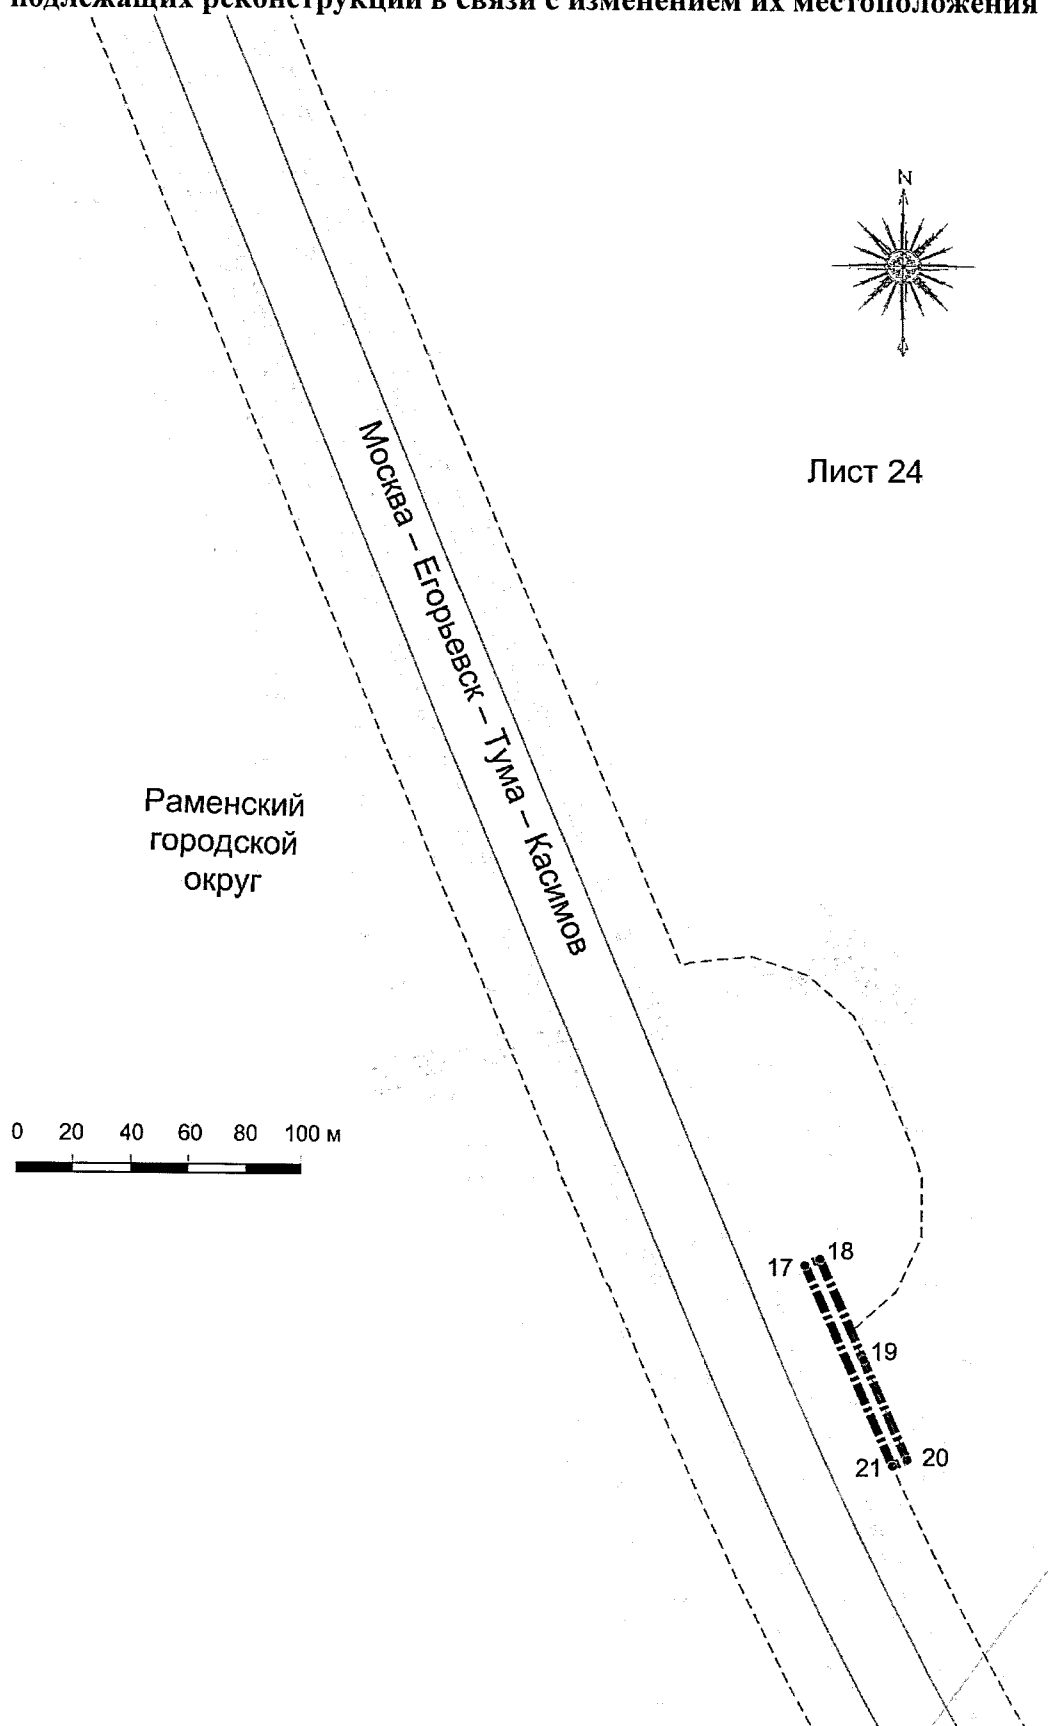 подлежащих реконструкции в связи с изменением их местоположения
N
Лист 24
Москва – Егорьевск – Тума – Касимов
Раменский
городской
округ
0 20 40 60 80 100 м
17 18
19
20
21